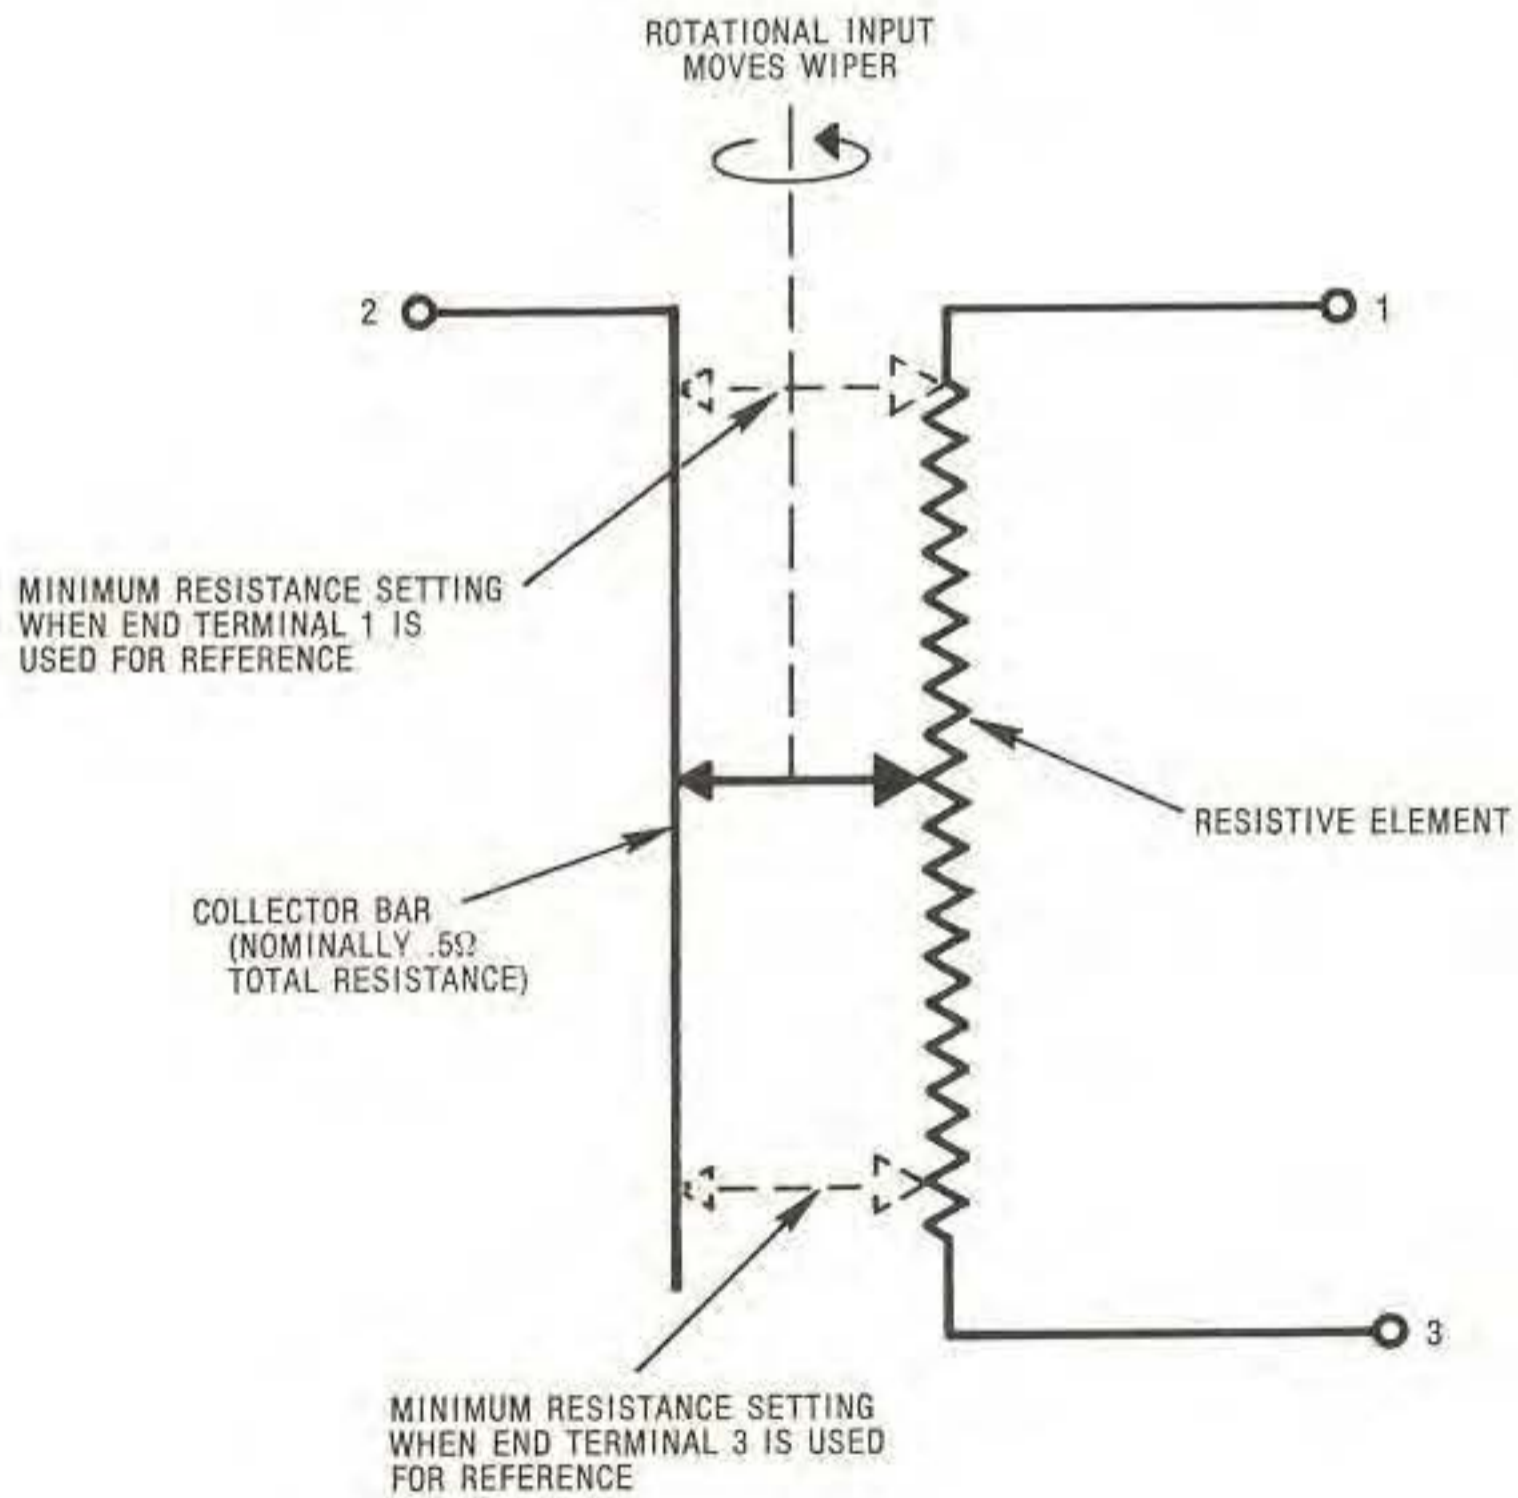 ROTATIONAL INPUT
MOVES WIPER
2
1
MINIMUM RESISTANCE SETTING
WHEN END TERMINAL 1 IS
USED FOR REFERENCE
RESISTIVE ELEMENT
COLLECTOR BAR
(NOMINALLY .5Ω
TOTAL RESISTANCE)
3
MINIMUM RESISTANCE SETTING
WHEN END TERMINAL 3 IS USED
FOR REFERENCE